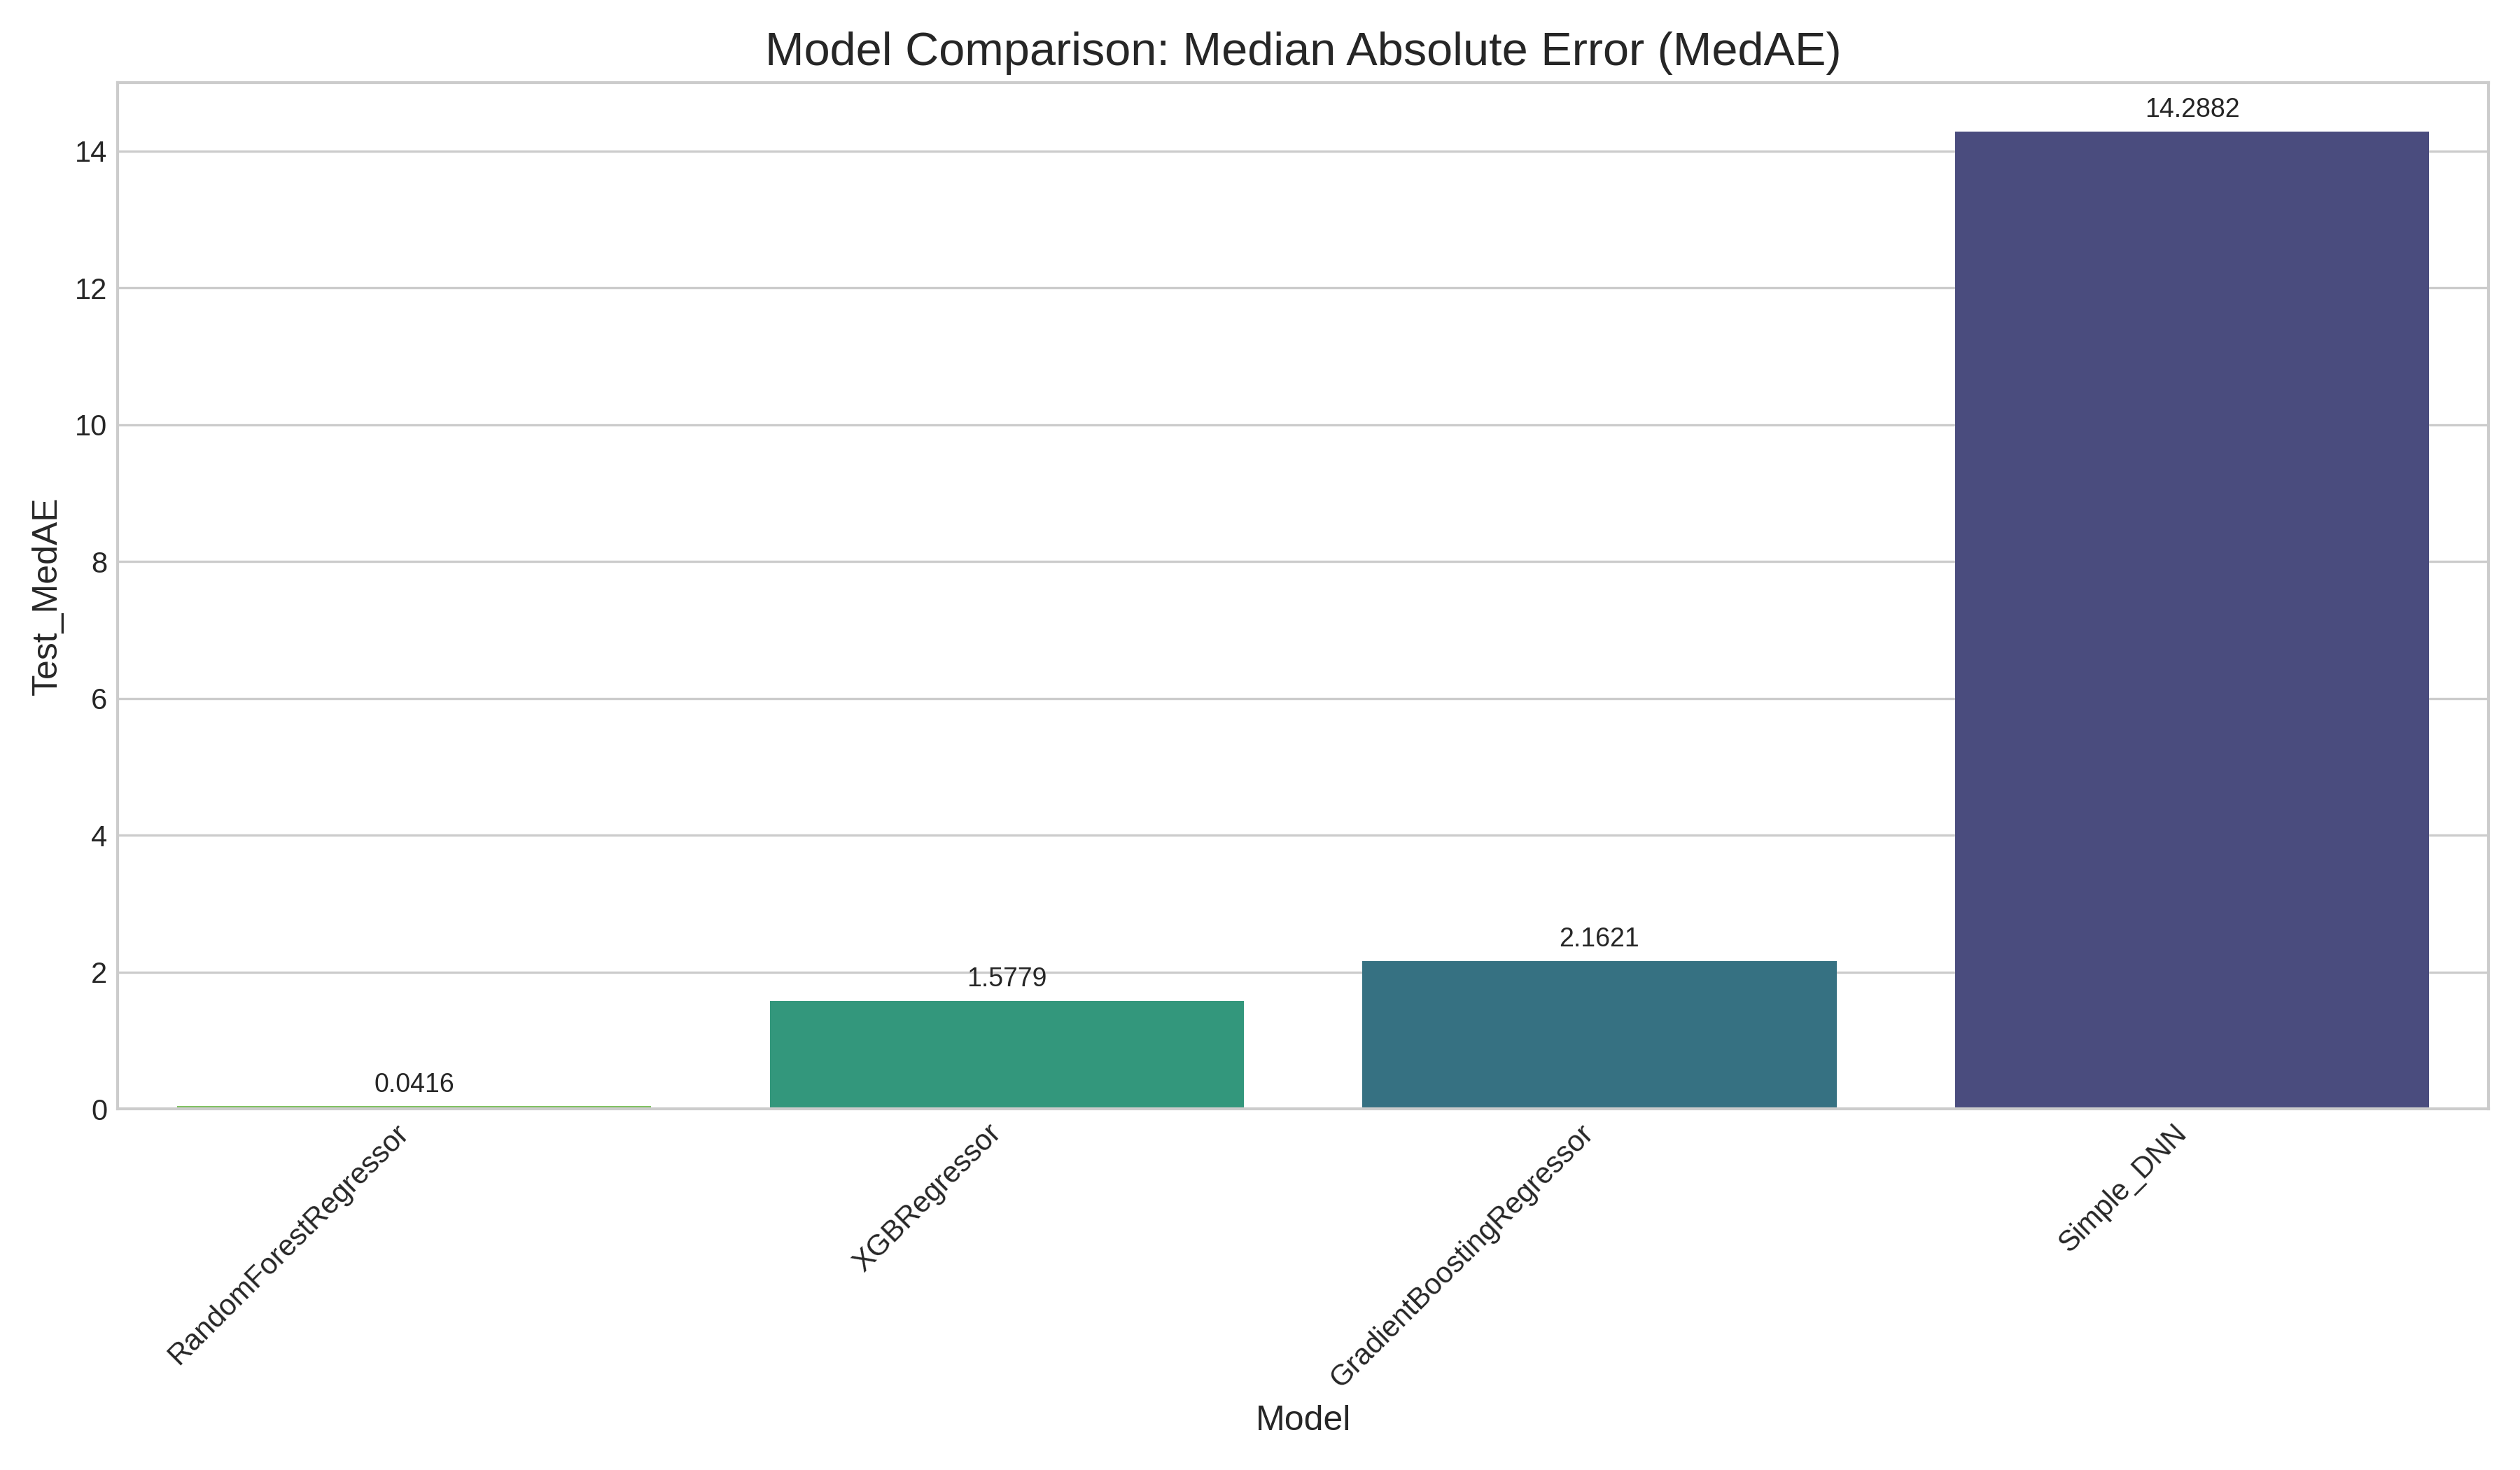 Model Comparison: Median Absolute Error (MedAE)
Test_MedAE
14
12
10
8
6
4
2
0
0.0416
1.5779
2.1621
14.2882
RandomForestRegressor
XGBRegressor
GradientBoostingRegressor
Simple_DNN
Model